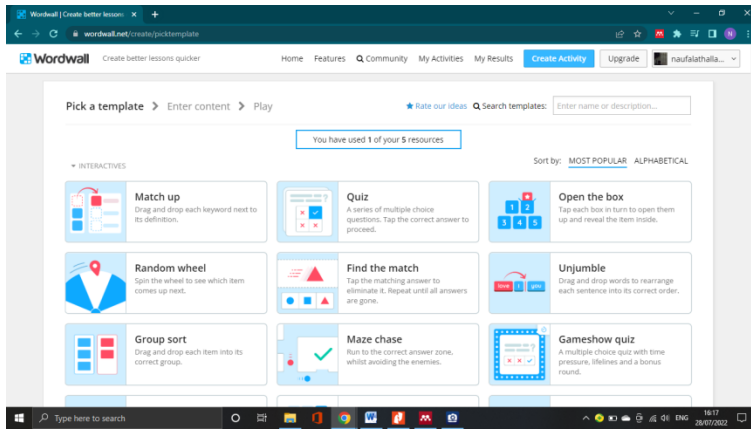 Wordwall | Create better lessons
wordwall.net/create/picktemplate
N
Wordwall
Create better lessons quicker
Home Features Community My Activities My Results Create Activity Upgrade naufalathalla...
Pick a template > Enter content > Play
Rate our ideas Search templates: Enter name or description...
You have used 1 of your 5 resources
INTERACTIVES
Sort by: MOST POPULAR ALPHABETICAL
Match up
Drag and drop each keyword next to
its definition.
Quiz
A series of multiple choice
questions. Tap the correct answer to
proceed.
1 2
3 4 5
Open the box
Tap each box in turn to open them
up and reveal the item inside.
Random wheel
Spin the wheel to see which item
comes up next.
Find the match
Tap the matching answer to
eliminate it. Repeat until all answers
are gone.
love I you
Unjumble
Drag and drop words to rearrange
each sentence into its correct order.
Group sort
Drag and drop each item into its
correct group.
Maze chase
Run to the correct answer zone,
whilst avoiding the enemies.
Gameshow quiz
A multiple choice quiz with time
pressure, lifelines and a bonus
round.
Type here to search
ENG
16:17
28/07/2022